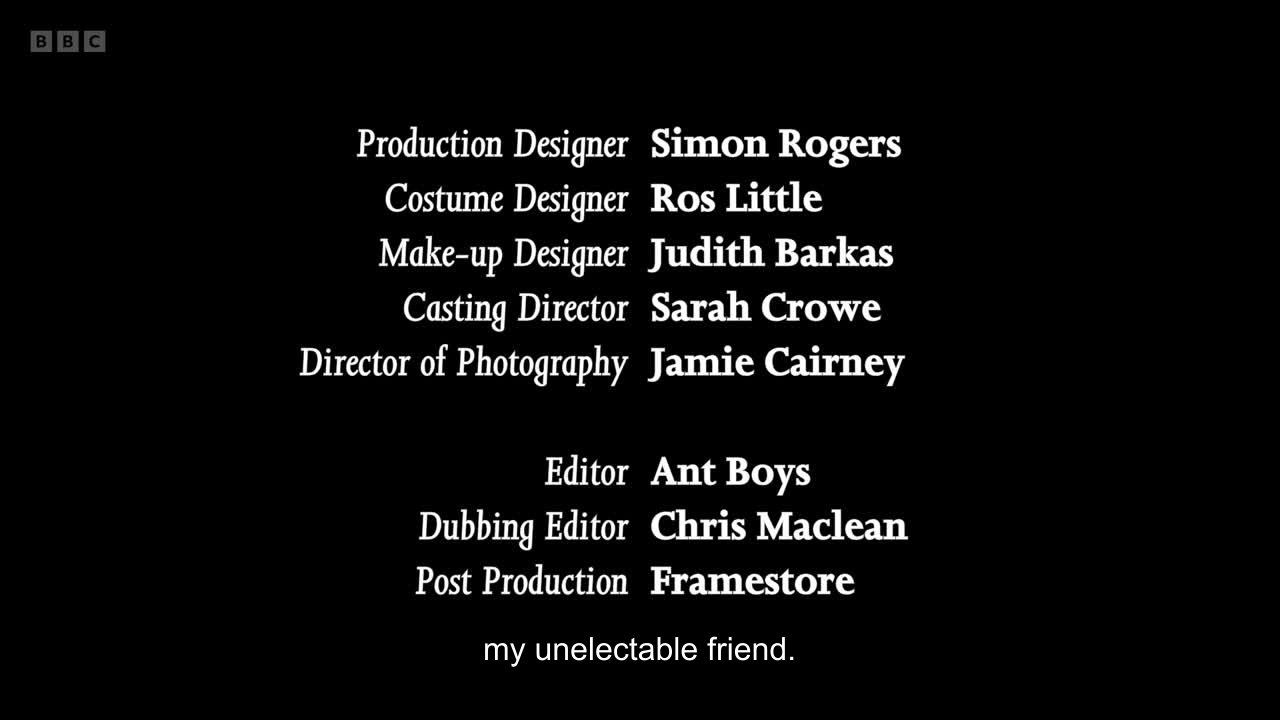 BBC
Production Designer Simon Rogers
Costume Designer Ros Little
Make-up Designer Judith Barkas
Casting Director Sarah Crowe
Director of Photography Jamie Cairney
Editor Ant Boys
Dubbing Editor Chris Maclean
Post Production Framestore
my unelectable friend.